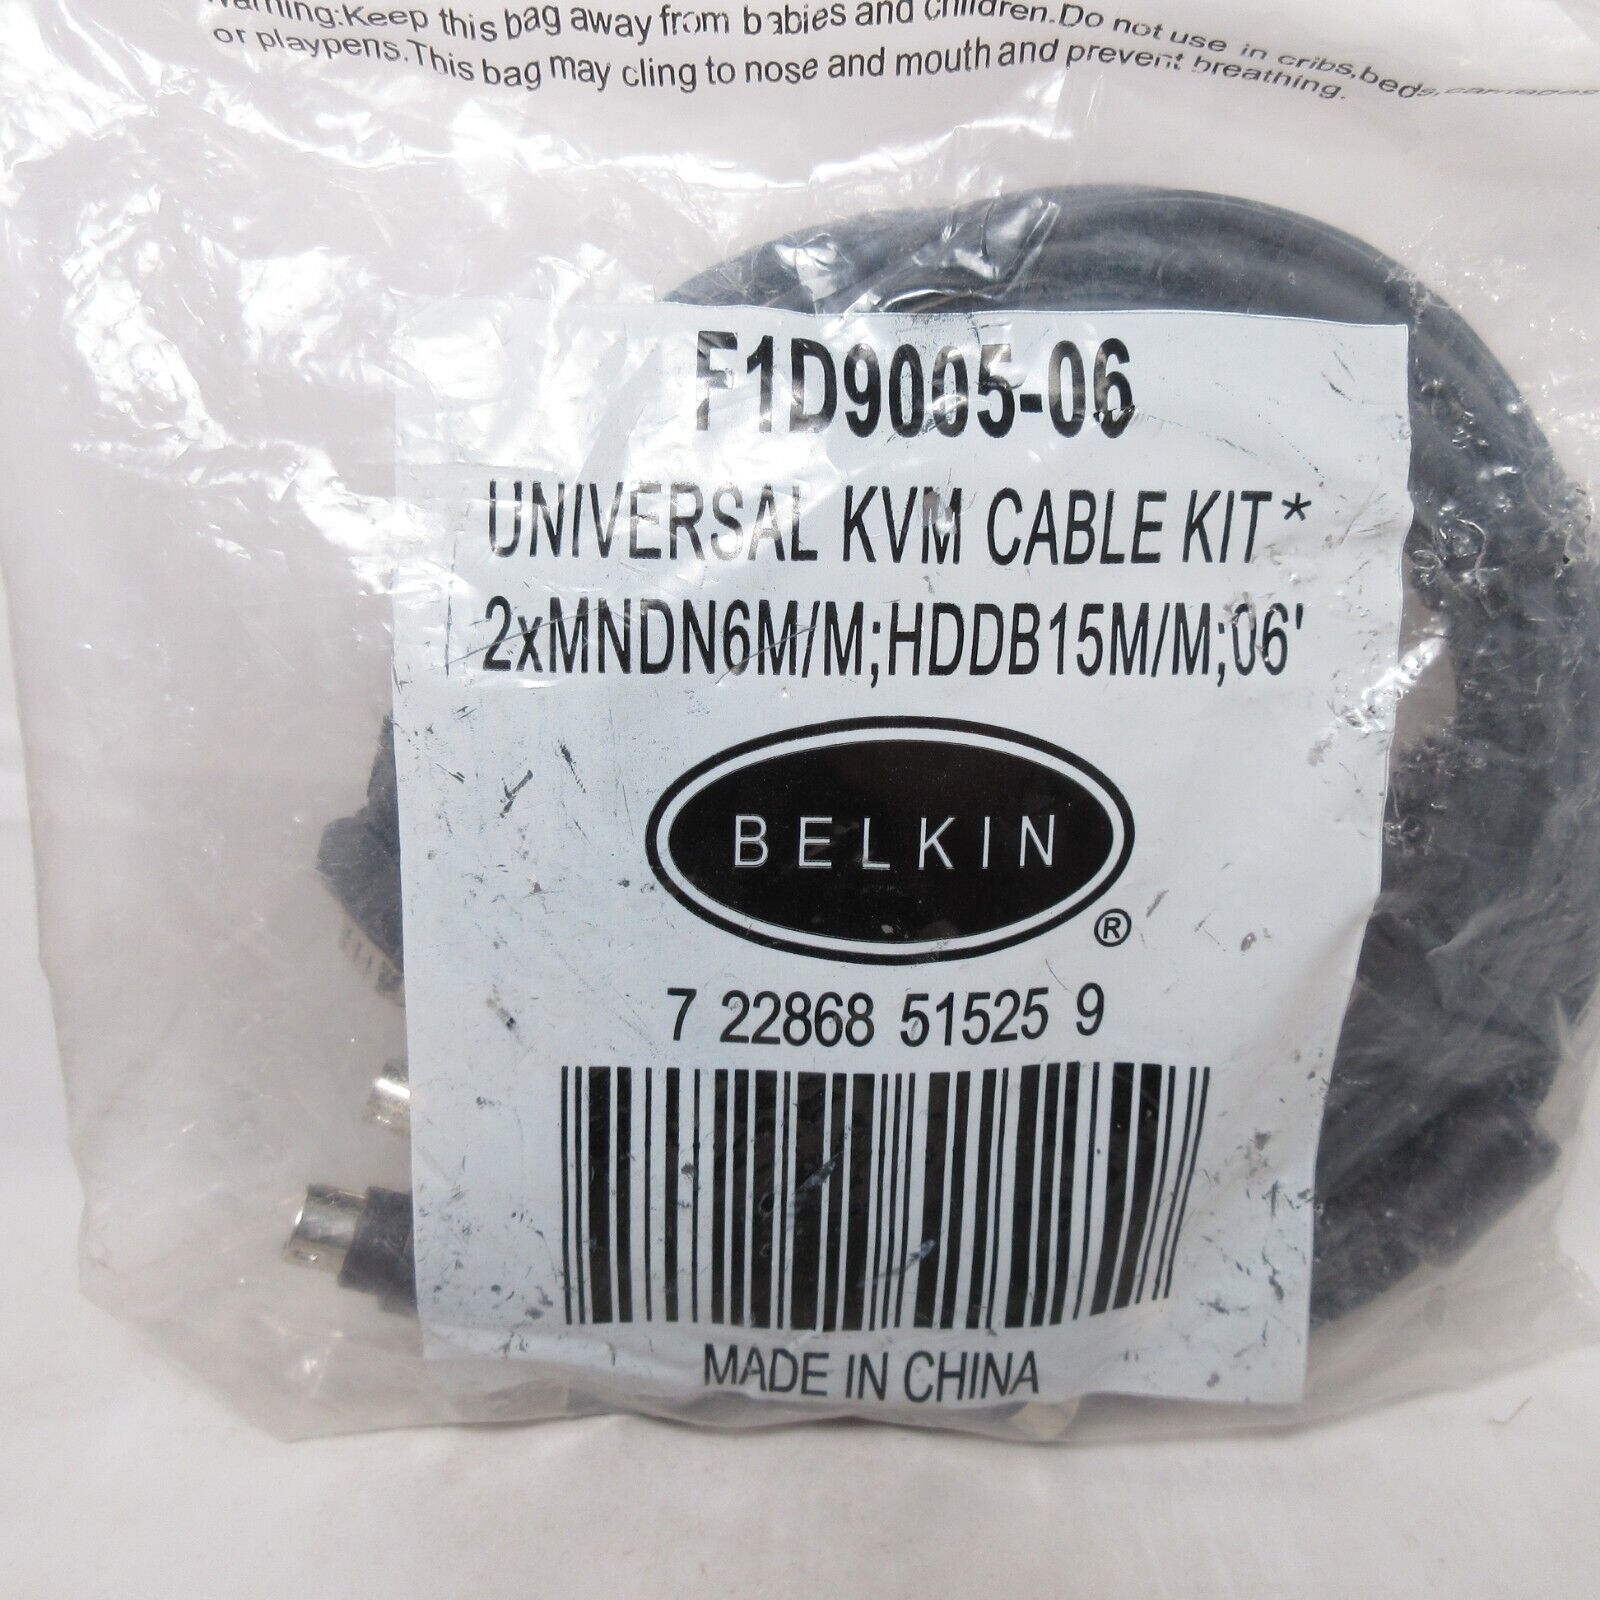 Warning:Keep this bag away from babies and children.Do not use in cribs,beds,carriages
or playpens.This bag may cling to nose and mouth and prevent breathing.
F1D9005-06
UNIVERSAL KVM CABLE KIT*
2xMNDN6M/M;HDDB15M/M;06'
BELKIN
®
7 22868 51525 9
MADE IN CHINA